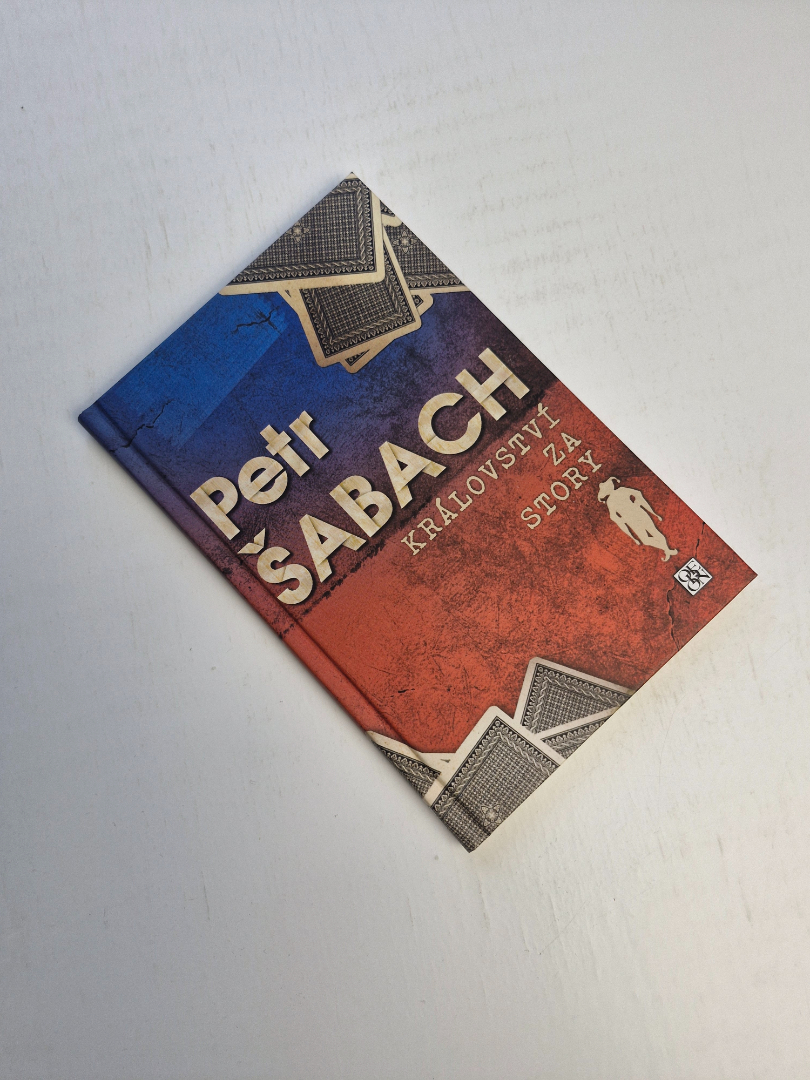 Petr
ŠABACH
KRÁLOVSTVÍ
ZA
STORY